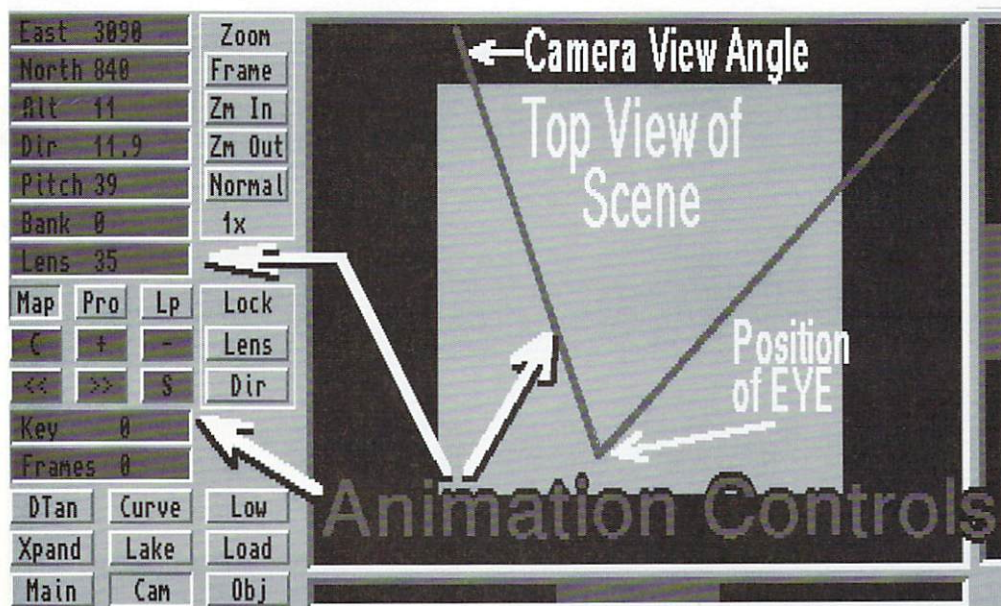 East 3090
North 840
Alt 11
Dir 11.9
Pitch 39
Bank 0
Lens 35
Zoom
Frame
Zm In
Zm Out
Normal
1x
Map Pro Lp
C + -
<< >> S
Lock
Lens
Dir
Key 0
Frames 0
DTan Curve Low
Xpand Lake Load
Main Cam Obj
Camera View Angle
Top View of
Scene
Position
of EYE
Animation Controls